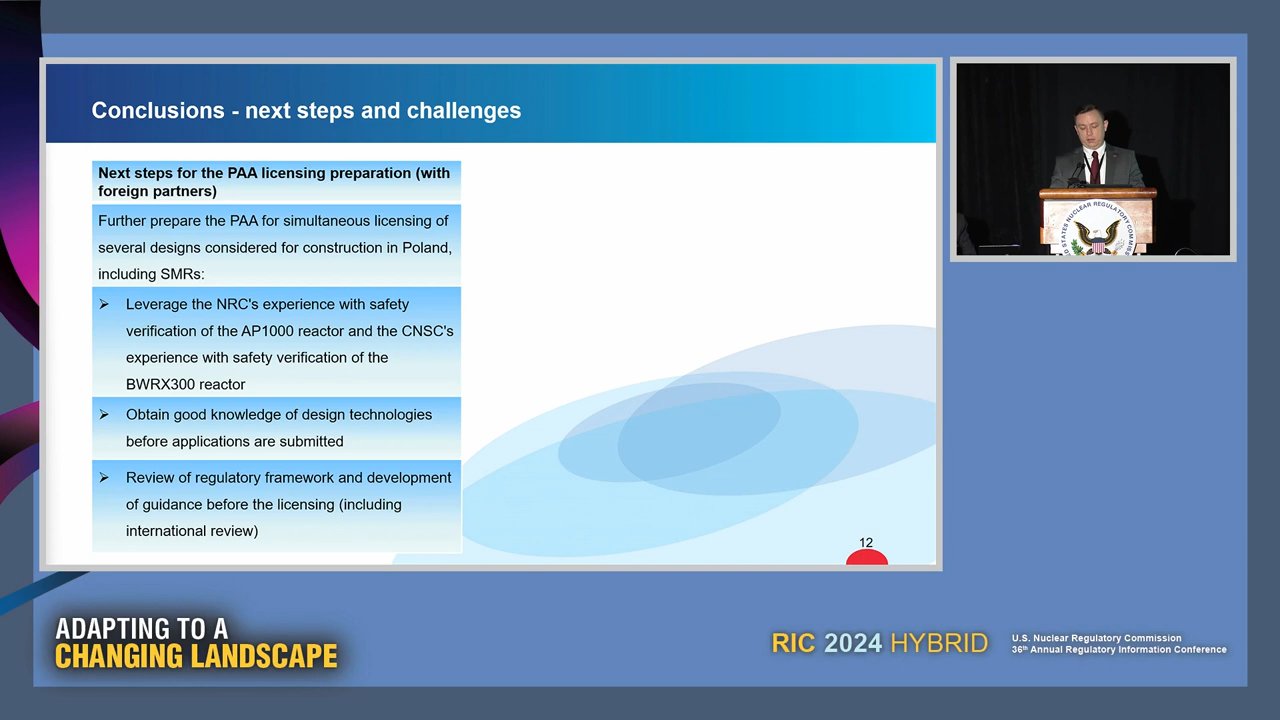 Conclusions - next steps and challenges
Next steps for the PAA licensing preparation (with
foreign partners)
Further prepare the PAA for simultaneous licensing of
several designs considered for construction in Poland,
including SMRs:
Leverage the NRC's experience with safety
verification of the AP1000 reactor and the CNSC's
experience with safety verification of the
BWRX300 reactor
Obtain good knowledge of design technologies
before applications are submitted
Review of regulatory framework and development
of guidance before the licensing (including
international review)
12
STATES NUCLEAR REGULATORY
ADAPTING TO A
CHANGING LANDSCAPE
RIC 2024 HYBRID
U.S. Nuclear Regulatory Commission
36th Annual Regulatory Information Conference